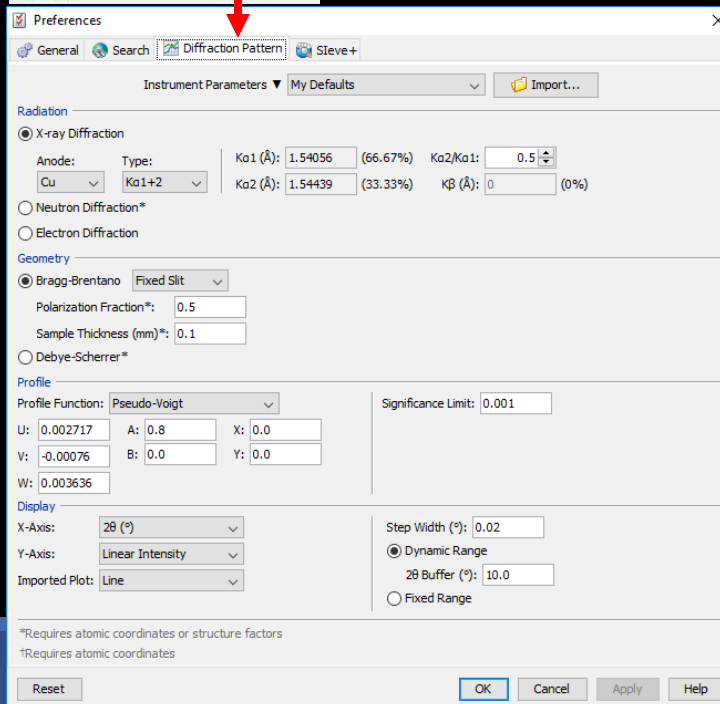 Preferences
General Search Diffraction Pattern SIeve+
Instrument Parameters ▼ My Defaults Import...
Radiation
X-ray Diffraction
Anode: Type: Kα1 (Å): 1.54056 (66.67%) Kα2/Kα1: 0.5
Cu Kα1+2 Kα2 (Å): 1.54439 (33.33%) Kβ (Å): 0 (0%)
Neutron Diffraction*
Electron Diffraction
Geometry
Bragg-Brentano Fixed Slit
Polarization Fraction*: 0.5
Sample Thickness (mm)*: 0.1
Debye-Scherrer*
Profile
Profile Function: Pseudo-Voigt Significance Limit: 0.001
U: 0.002717 A: 0.8 X: 0.0
V: -0.00076 B: 0.0 Y: 0.0
W: 0.003636
Display
X-Axis: 2θ (°) Step Width (°): 0.02
Y-Axis: Linear Intensity Dynamic Range
Imported Plot: Line 2θ Buffer (°): 10.0
Fixed Range
*Requires atomic coordinates or structure factors
†Requires atomic coordinates
Reset OK Cancel Apply Help